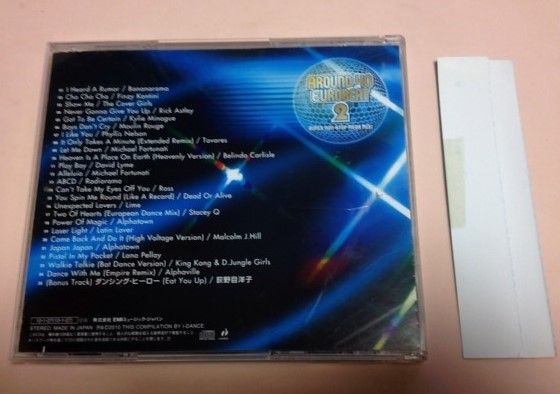 AROUND 40
EUROBEAT
2
I Heard A Rumor / Bananarama
Cha Cha Cha / Finzy Kontini
Show Me / The Cover Girls
Never Gonna Give You Up / Rick Astley
Got To Be Certain / Kylie Minogue
Boys Don't Cry / Moulin Rouge
I Like You / Phyllis Nelson
It Only Takes A Minute (Extended Remix) / Tavares
Let Me Down / Michael Fortunati
Heaven Is A Place On Earth (Heavenly Version) / Belinda Carlisle
Play Boy / David Lyme
Alleluia / Michael Fortunati
ABCD / Radiorama
Can't Take My Eyes Off You / Ross
You Spin Me Round (Like A Record) / Dead Or Alive
Unexpected Lovers / Lime
Two Of Hearts (European Dance Mix) / Stacey Q
Power Of Magic / Alphatown
Laser Light / Latin Lover
Come Back And Do It (High Voltage Version) / Malcolm J.Hill
Japan Japan / Alphatown
Pistol In My Pocket / Lana Pellay
Walkie Talkie (Bat Dance Version) / King Kong & D.Jungle Girls
Dance With Me (Empire Remix) / Alphaville
(Bonus Track) ダンシング・ヒーロー (Eat You Up) / 荻野目洋子
株式会社 EMIミュージック・ジャパン
STEREO MADE IN JAPAN
2010 THIS COMPILATION BY I-DANCE